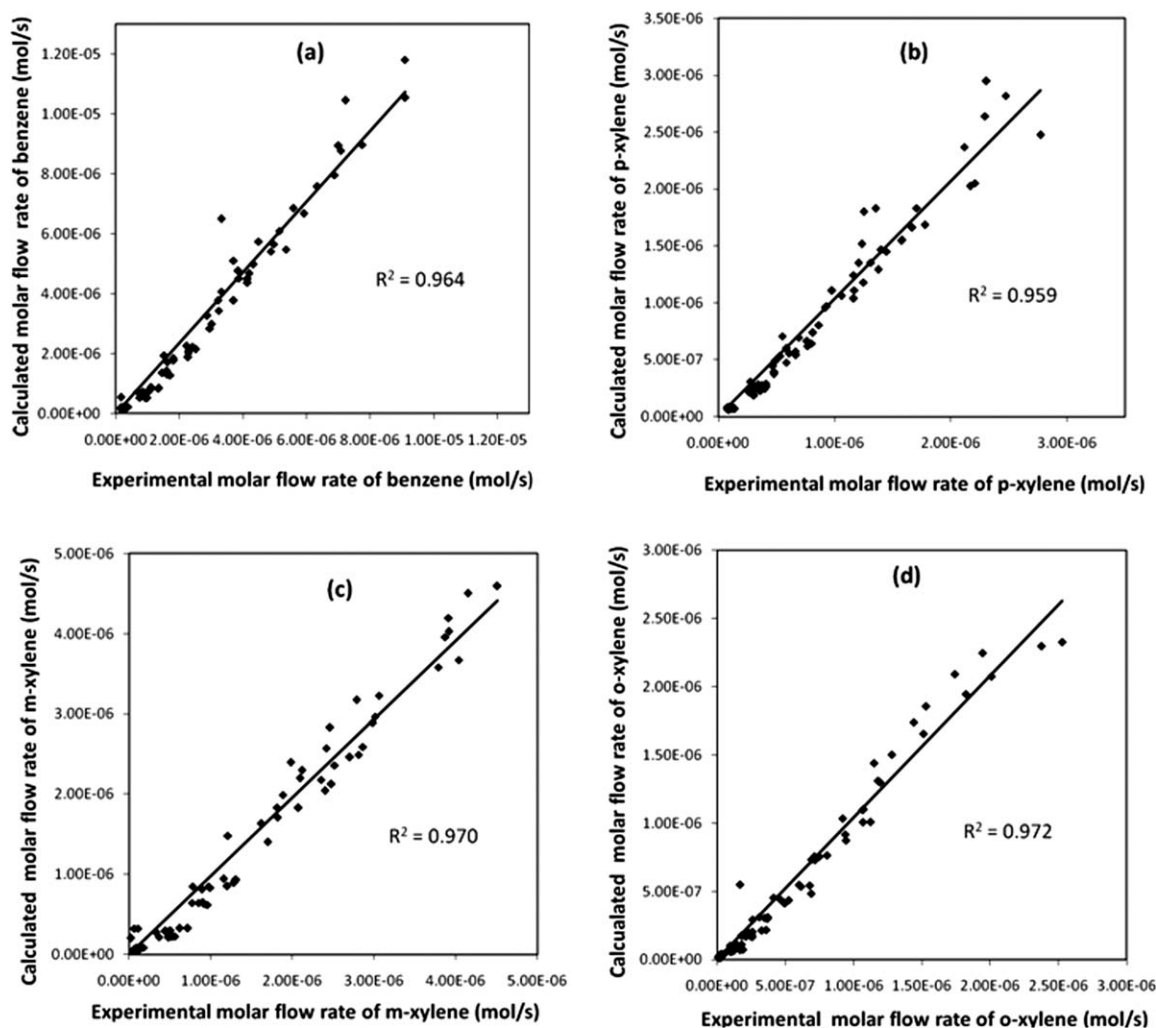 (a)
Calculated molar flow rate of benzene (mol/s)
1.20E-05
1.00E-05
8.00E-06
6.00E-06
4.00E-06
2.00E-06
0.00E+00
R² = 0.964
0.00E+00 2.00E-06 4.00E-06 6.00E-06 8.00E-06 1.00E-05 1.20E-05
Experimental molar flow rate of benzene (mol/s)
(b)
Calculated molar flow rate of p-xylene (mol/s)
3.50E-06
3.00E-06
2.50E-06
2.00E-06
1.50E-06
1.00E-06
5.00E-07
0.00E+00
R² = 0.959
0.00E+00 1.00E-06 2.00E-06 3.00E-06
Experimental molar flow rate of p-xylene (mol/s)
(c)
Calculated molar flow rate of m-xylene (mol/s)
5.00E-06
4.00E-06
3.00E-06
2.00E-06
1.00E-06
0.00E+00
R² = 0.970
0.00E+00 1.00E-06 2.00E-06 3.00E-06 4.00E-06 5.00E-06
Experimental molar flow rate of m-xylene (mol/s)
(d)
Calcualated molar flow rate of o-xylene (mol/s)
3.00E-06
2.50E-06
2.00E-06
1.50E-06
1.00E-06
5.00E-07
0.00E+00
R² = 0.972
0.00E+00 5.00E-07 1.00E-06 1.50E-06 2.00E-06 2.50E-06 3.00E-06
Experimental molar flow rate of o-xylene (mol/s)